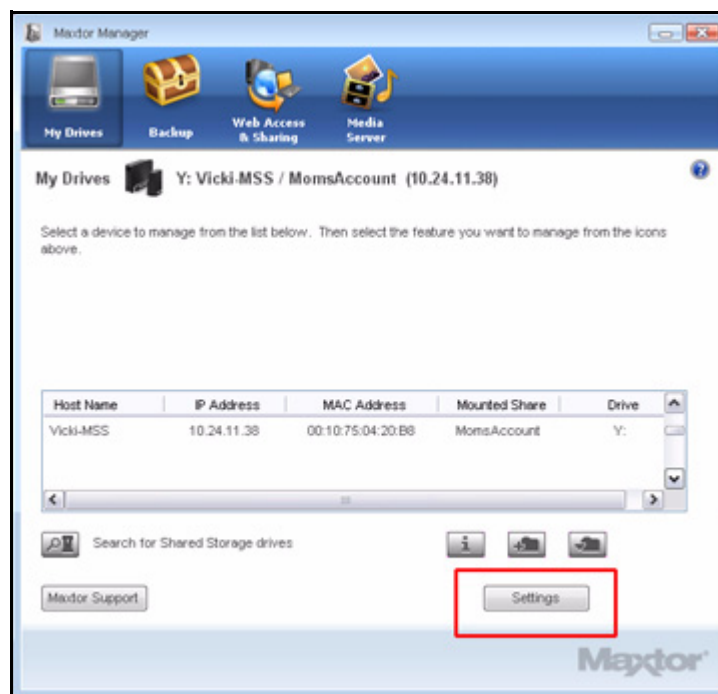 Maxtor Manager
My Drives
Backup
Web Access
& Sharing
Media
Server
My Drives Y: Vicki-MSS / MomsAccount (10.24.11.38)
Select a device to manage from the list below. Then select the feature you want to manage from the icons
above.
Host Name IP Address MAC Address Mounted Share Drive
Vicki-MSS 10.24.11.38 00:10:75:04:20:B8 MomsAccount Y:
Search for Shared Storage drives
Maxtor Support
Settings
Maxtor